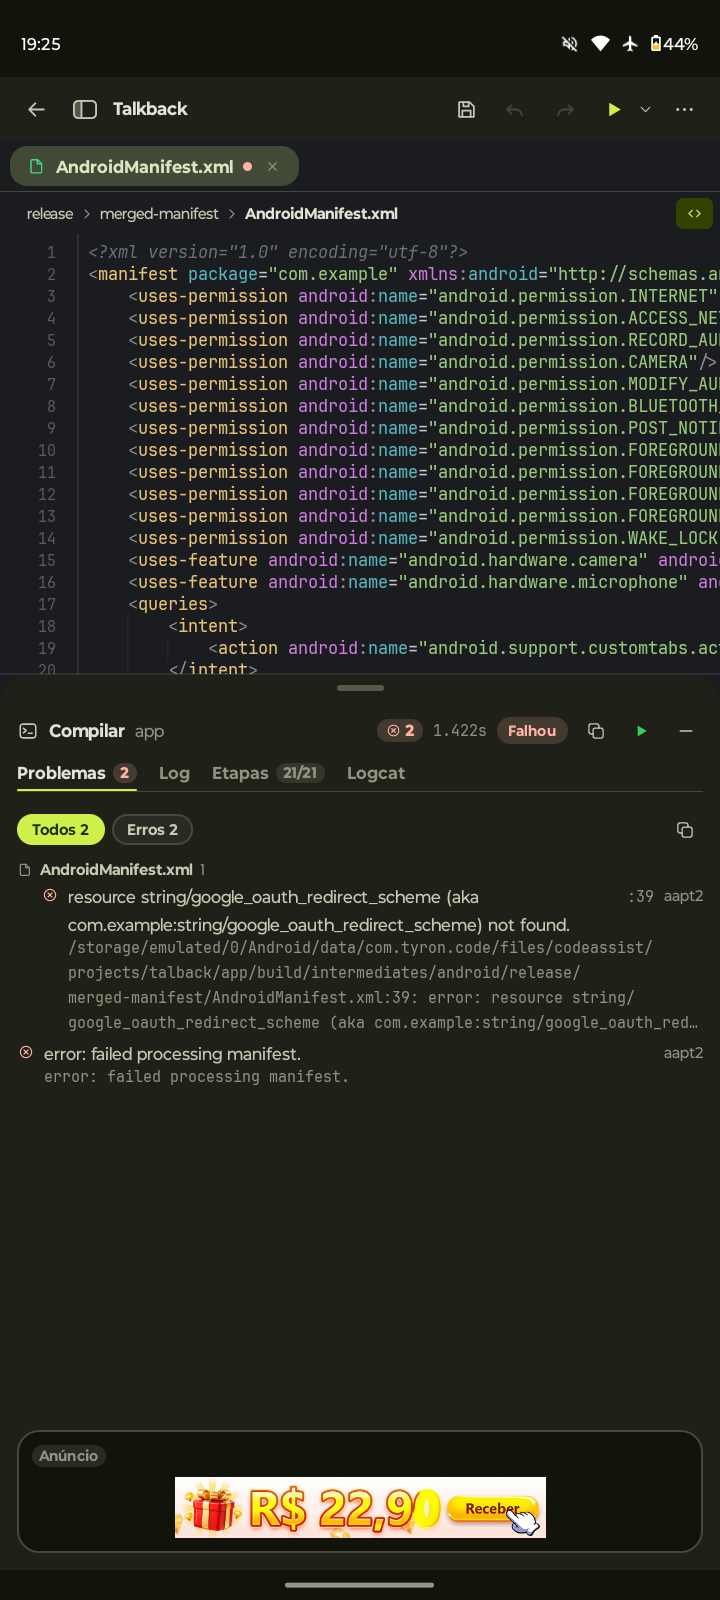 19:25
44%
Talkback
AndroidManifest.xml
release > merged-manifest > AndroidManifest.xml
1 <?xml version="1.0" encoding="utf-8"?>
2 <manifest package="com.example" xmlns:android="http://schemas.an
3 <uses-permission android:name="android.permission.INTERNET"
4 <uses-permission android:name="android.permission.ACCESS_NE
5 <uses-permission android:name="android.permission.RECORD_AU
6 <uses-permission android:name="android.permission.CAMERA"/>
7 <uses-permission android:name="android.permission.MODIFY_AU
8 <uses-permission android:name="android.permission.BLUETOOTH_
9 <uses-permission android:name="android.permission.POST_NOTI
10 <uses-permission android:name="android.permission.FOREGROUN
11 <uses-permission android:name="android.permission.FOREGROUN
12 <uses-permission android:name="android.permission.FOREGROUN
13 <uses-permission android:name="android.permission.FOREGROUN
14 <uses-permission android:name="android.permission.WAKE_LOCK
15 <uses-feature android:name="android.hardware.camera" androi
16 <uses-feature android:name="android.hardware.microphone" an
17 <queries>
18 <intent>
19 <action android:name="android.support.customtabs.act
20 </intent>
Compilar app
2 1.422s Falhou
Problemas 2 Log Etapas 21/21 Logcat
Todos 2 Erros 2
AndroidManifest.xml 1
resource string/google_oauth_redirect_scheme (aka :39 aapt2
com.example:string/google_oauth_redirect_scheme) not found.
/storage/emulated/0/Android/data/com.tyron.code/files/codeassist/
projects/talback/app/build/intermediates/android/release/
merged-manifest/AndroidManifest.xml:39: error: resource string/
google_oauth_redirect_scheme (aka com.example:string/google_oauth_red…
error: failed processing manifest. aapt2
error: failed processing manifest.
Anúncio
R$ 22,90 Receber